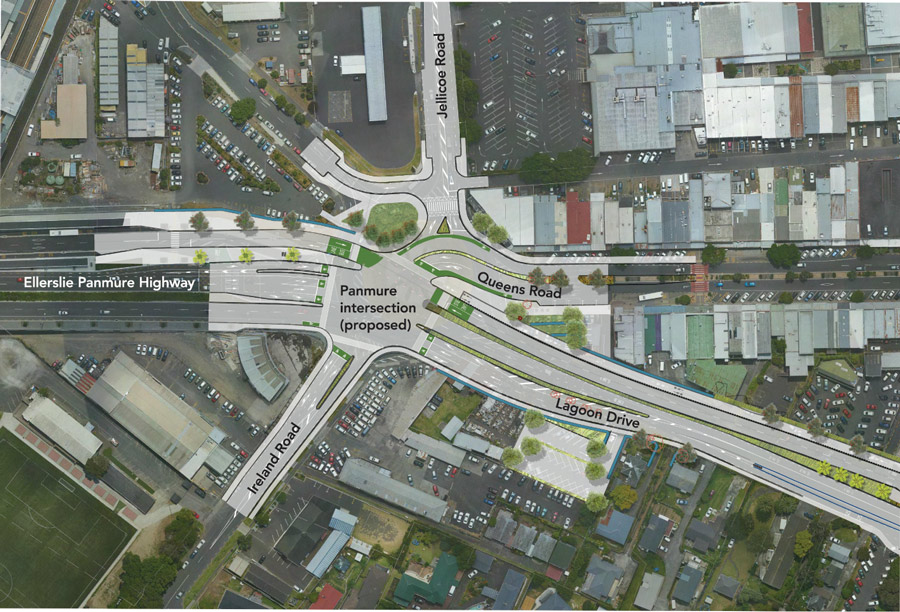 Jellicoe Road
Ellerslie Panmure Highway
Queens Road
Panmure
intersection
(proposed)
Lagoon Drive
Ireland Road